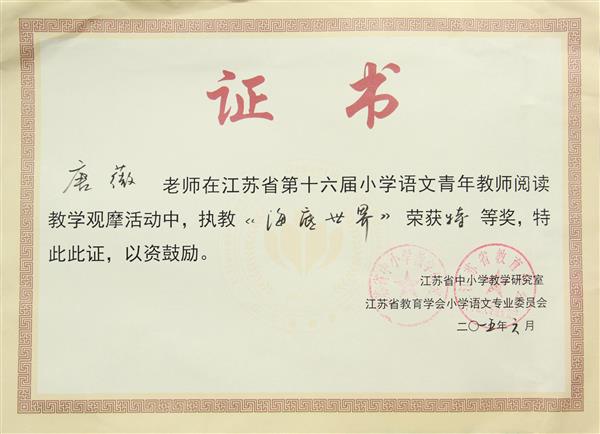 证书
唐薇 老师在江苏省第十六届小学语文青年教师阅读
教学观摩活动中，执教《海底世界》荣获特等奖，特
此此证，以资鼓励。
江苏省中小学教学研究室
江苏省教育学会小学语文专业委员会
二〇一五年六月